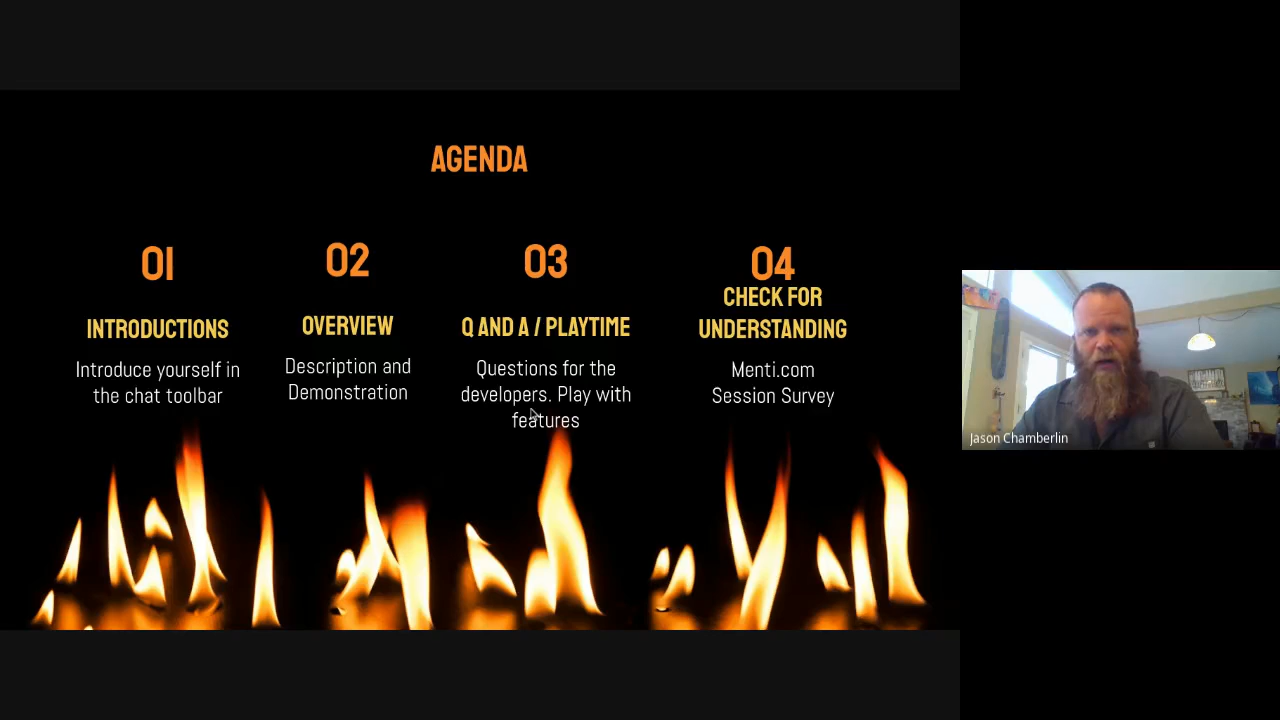 AGENDA
01
INTRODUCTIONS
Introduce yourself in
the chat toolbar
02
OVERVIEW
Description and
Demonstration
03
Q AND A / PLAYTIME
Questions for the
developers. Play with
features
04
CHECK FOR
UNDERSTANDING
Menti.com
Session Survey
Jason Chamberlin